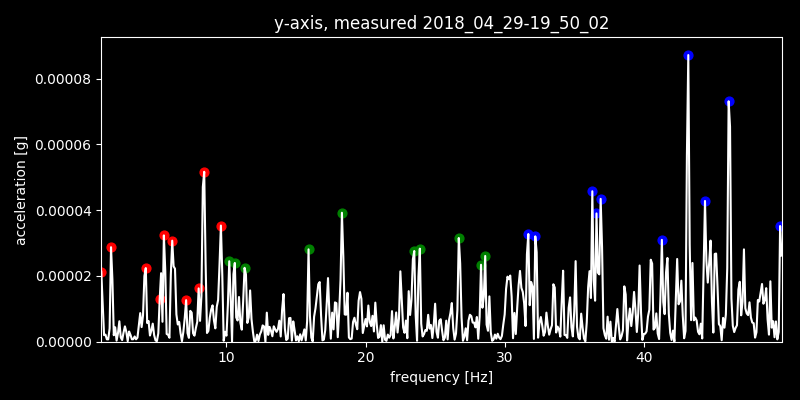 y-axis, measured 2018_04_29-19_50_02
0.00008
0.00006
0.00004
0.00002
0.00000
acceleration [g]
10 20 30 40
frequency [Hz]